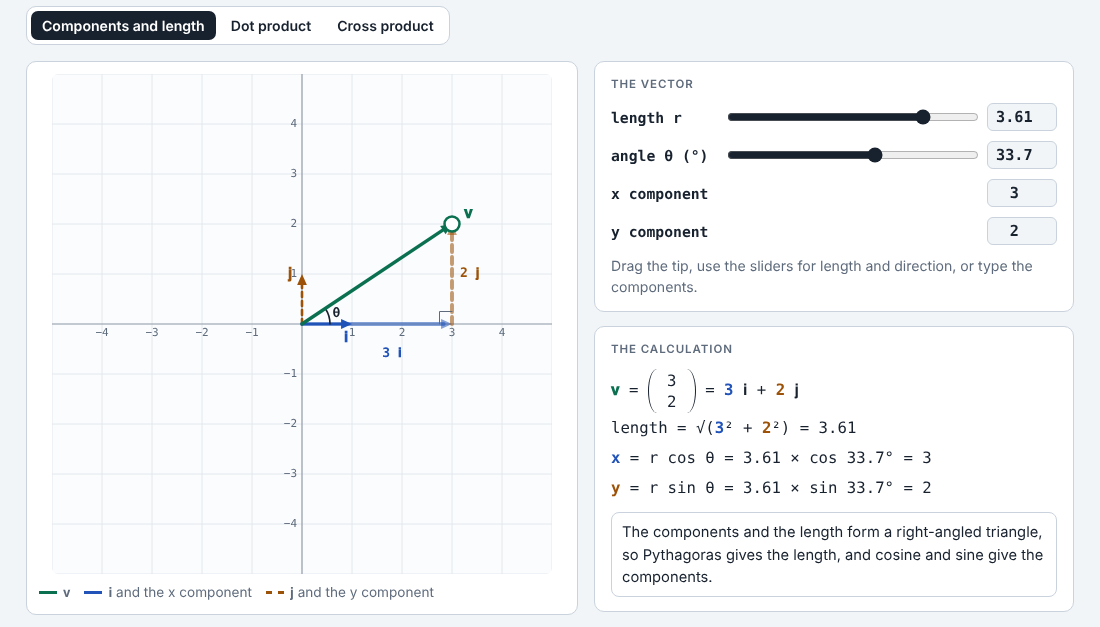 Components and length Dot product Cross product
4
3
2
1
−1
−2
−3
−4
−4 −3 −2 −1 1 2 3 4
v
j
2 j
θ
i
3 i
v i and the x component j and the y component
THE VECTOR
length r 3.61
angle θ (°) 33.7
x component 3
y component 2
Drag the tip, use the sliders for length and direction, or type the
components.
THE CALCULATION
v = ( 3 2 ) = 3 i + 2 j
length = √(3² + 2²) = 3.61
x = r cos θ = 3.61 × cos 33.7° = 3
y = r sin θ = 3.61 × sin 33.7° = 2
The components and the length form a right-angled triangle,
so Pythagoras gives the length, and cosine and sine give the
components.